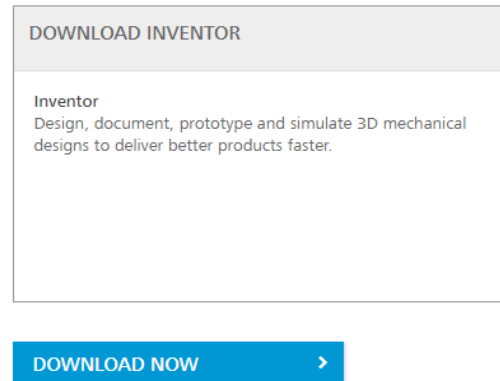 DOWNLOAD INVENTOR
Inventor
Design, document, prototype and simulate 3D mechanical
designs to deliver better products faster.
DOWNLOAD NOW